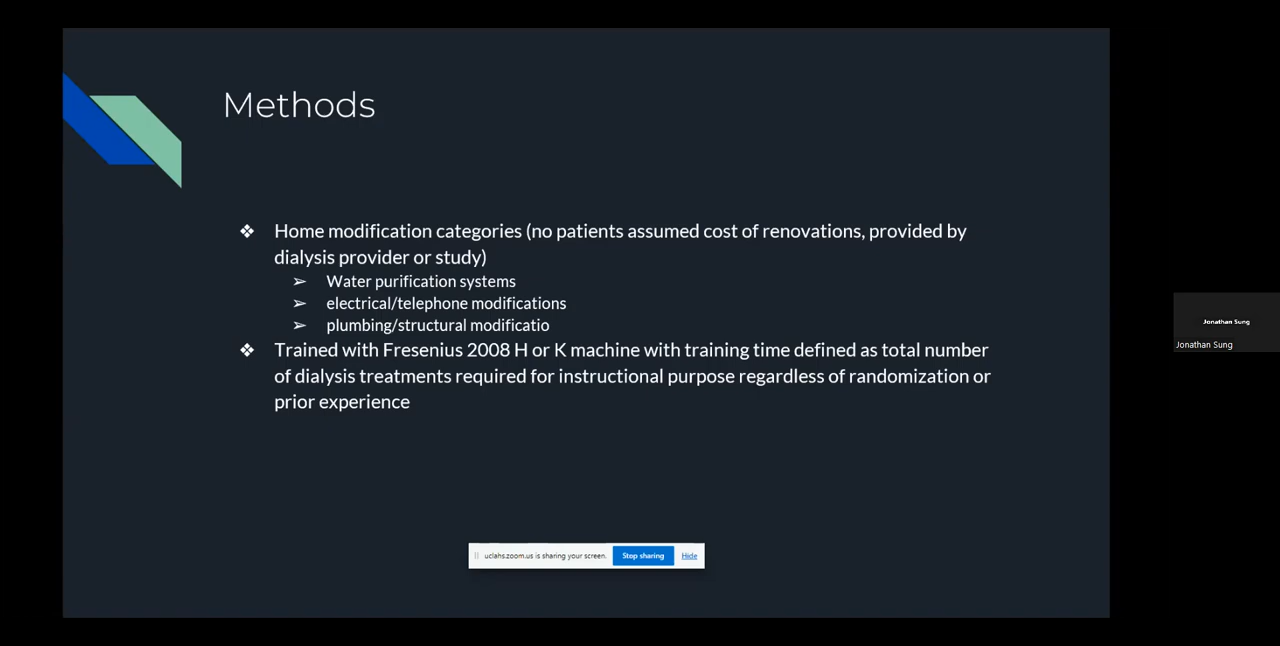 Methods
❖ Home modification categories (no patients assumed cost of renovations, provided by
dialysis provider or study)
➢ Water purification systems
➢ electrical/telephone modifications
➢ plumbing/structural modificatio
❖ Trained with Fresenius 2008 H or K machine with training time defined as total number
of dialysis treatments required for instructional purpose regardless of randomization or
prior experience
Jonathan Sung
Jonathan Sung
uclahs.zoom.us is sharing your screen. Stop sharing Hide